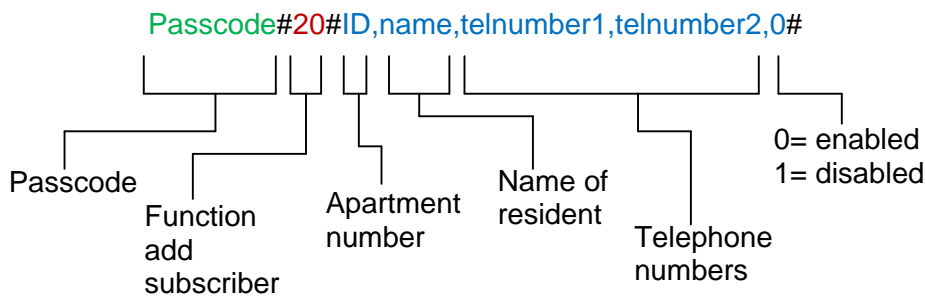 Passcode#20#ID,name,telnumber1,telnumber2,0#
Passcode
Function
add
subscriber
Apartment
number
Name of
resident
Telephone
numbers
0= enabled
1= disabled